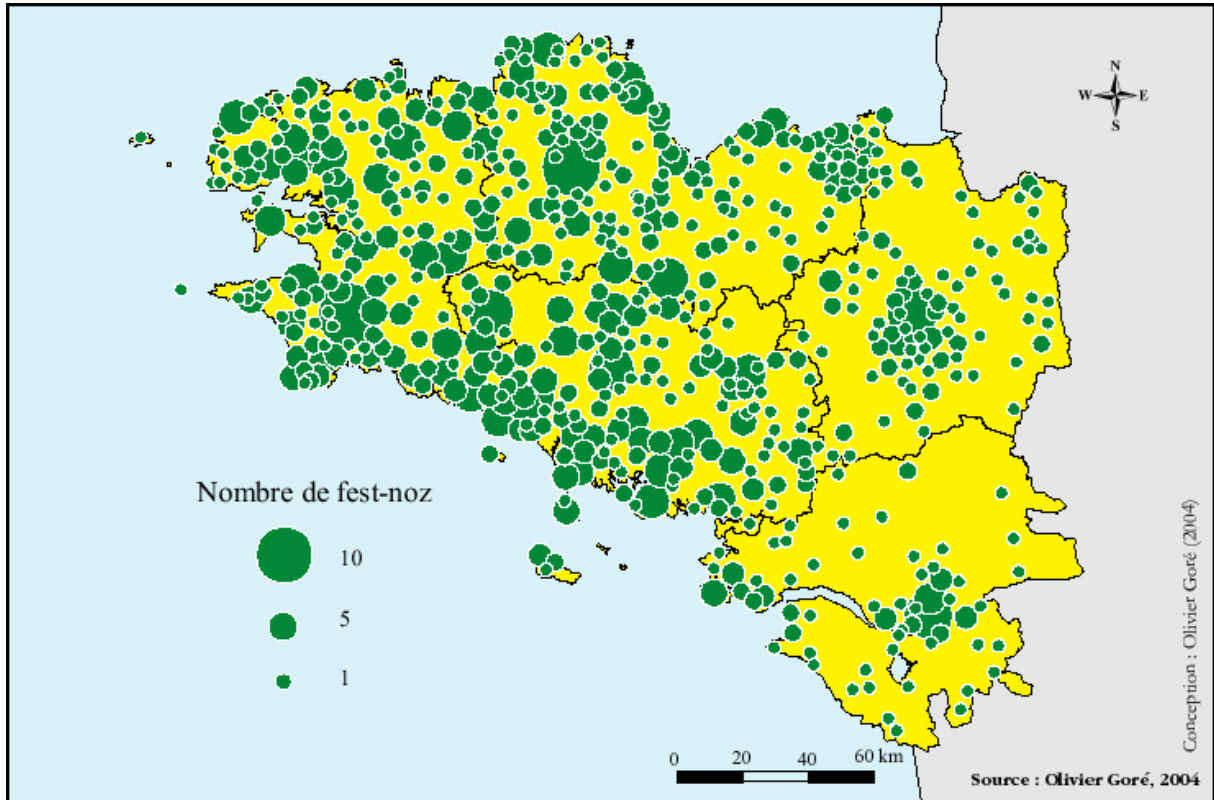 N
W E
S
Nombre de fest-noz
10
5
1
0 20 40 60 km
Conception : Olivier Goré (2004)
Source : Olivier Goré, 2004